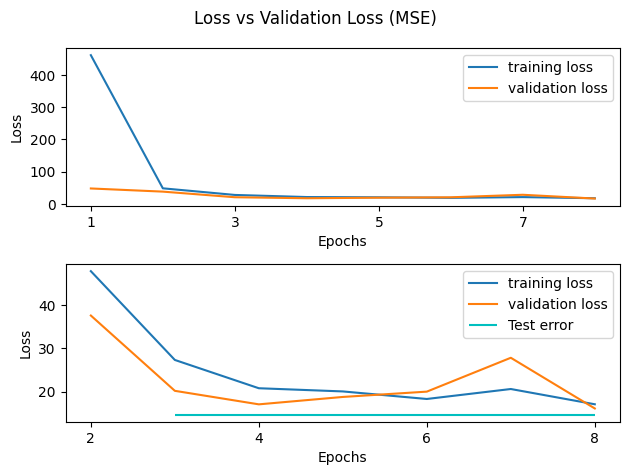 Loss vs Validation Loss (MSE)
400
300
200
100
0
Loss
training loss
validation loss
1
3
5
7
Epochs
40
30
20
Loss
training loss
validation loss
Test error
2
4
6
8
Epochs